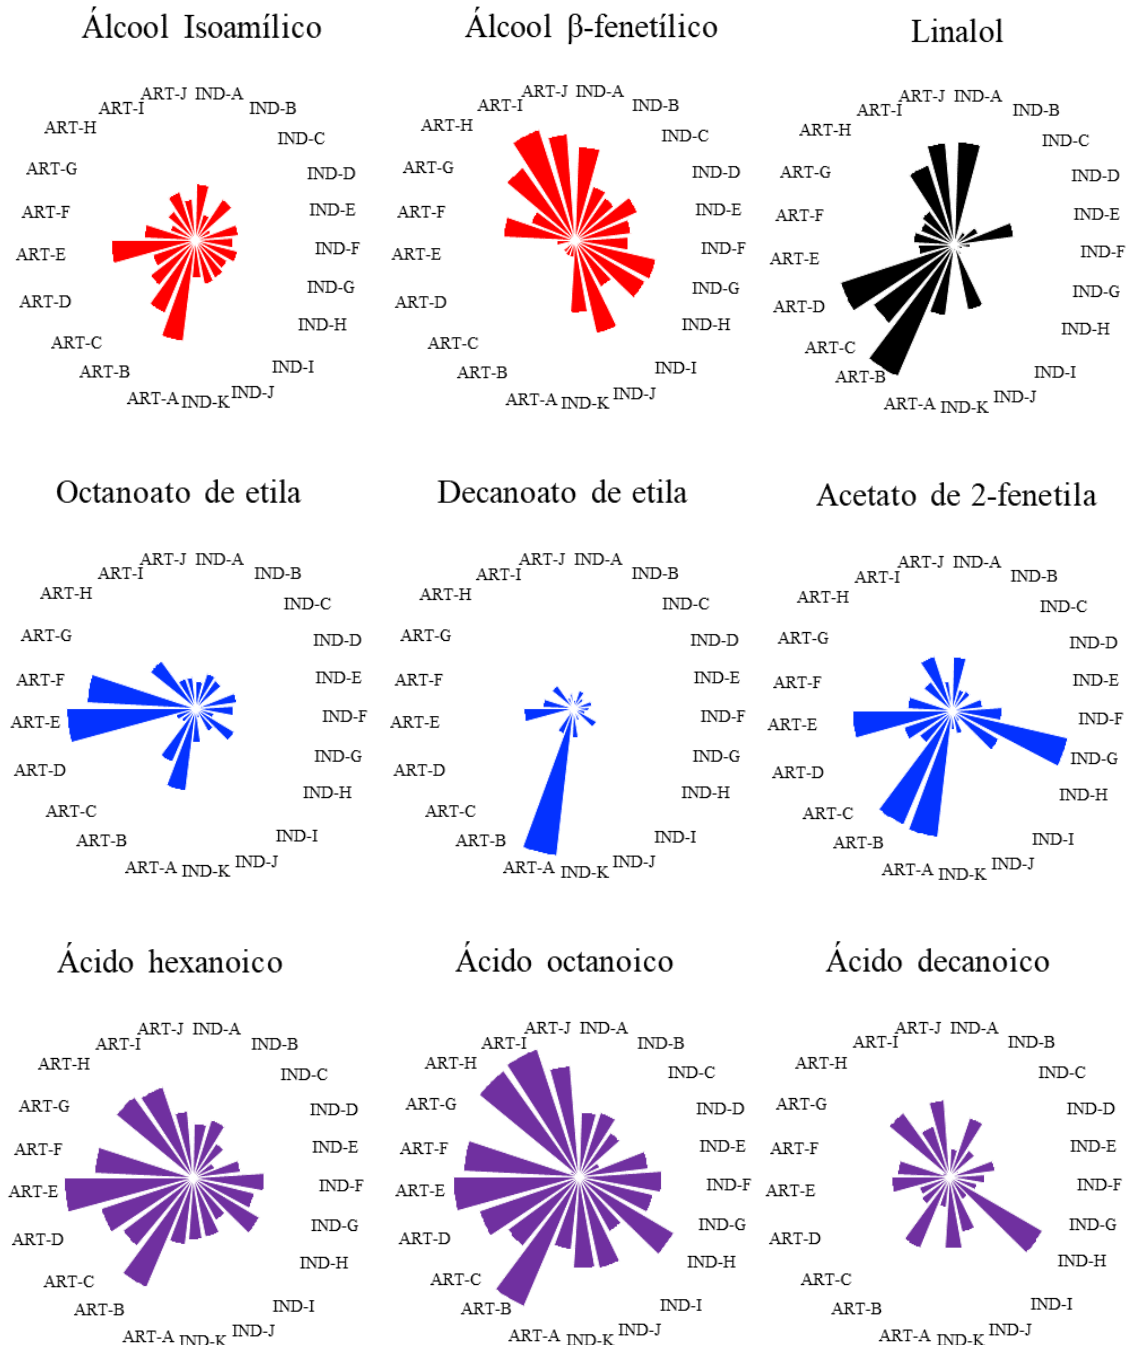 Álcool Isoamílico
ART-J IND-A
ART-I IND-B
ART-H IND-C
ART-G IND-D
ART-F IND-E
ART-E IND-F
ART-D IND-G
ART-C IND-H
ART-B IND-I
ART-A IND-K IND-J
Álcool β-fenetílico
ART-J IND-A
ART-I IND-B
ART-H IND-C
ART-G IND-D
ART-F IND-E
ART-E IND-F
ART-D IND-G
ART-C IND-H
ART-B IND-I
ART-A IND-K IND-J
Linalol
ART-J IND-A
ART-I IND-B
ART-H IND-C
ART-G IND-D
ART-F IND-E
ART-E IND-F
ART-D IND-G
ART-C IND-H
ART-B IND-I
ART-A IND-K IND-J
Octanoato de etila
ART-J IND-A
ART-I IND-B
ART-H IND-C
ART-G IND-D
ART-F IND-E
ART-E IND-F
ART-D IND-G
ART-C IND-H
ART-B IND-I
ART-A IND-K IND-J
Decanoato de etila
ART-J IND-A
ART-I IND-B
ART-H IND-C
ART-G IND-D
ART-F IND-E
ART-E IND-F
ART-D IND-G
ART-C IND-H
ART-B IND-I
ART-A IND-K IND-J
Acetato de 2-fenetila
ART-J IND-A
ART-I IND-B
ART-H IND-C
ART-G IND-D
ART-F IND-E
ART-E IND-F
ART-D IND-G
ART-C IND-H
ART-B IND-I
ART-A IND-K IND-J
Ácido hexanoico
ART-J IND-A
ART-I IND-B
ART-H IND-C
ART-G IND-D
ART-F IND-E
ART-E IND-F
ART-D IND-G
ART-C IND-H
ART-B IND-I
ART-A IND-K IND-J
Ácido octanoico
ART-J IND-A
ART-I IND-B
ART-H IND-C
ART-G IND-D
ART-F IND-E
ART-E IND-F
ART-D IND-G
ART-C IND-H
ART-B IND-I
ART-A IND-K IND-J
Ácido decanoico
ART-J IND-A
ART-I IND-B
ART-H IND-C
ART-G IND-D
ART-F IND-E
ART-E IND-F
ART-D IND-G
ART-C IND-H
ART-B IND-I
ART-A IND-K IND-J